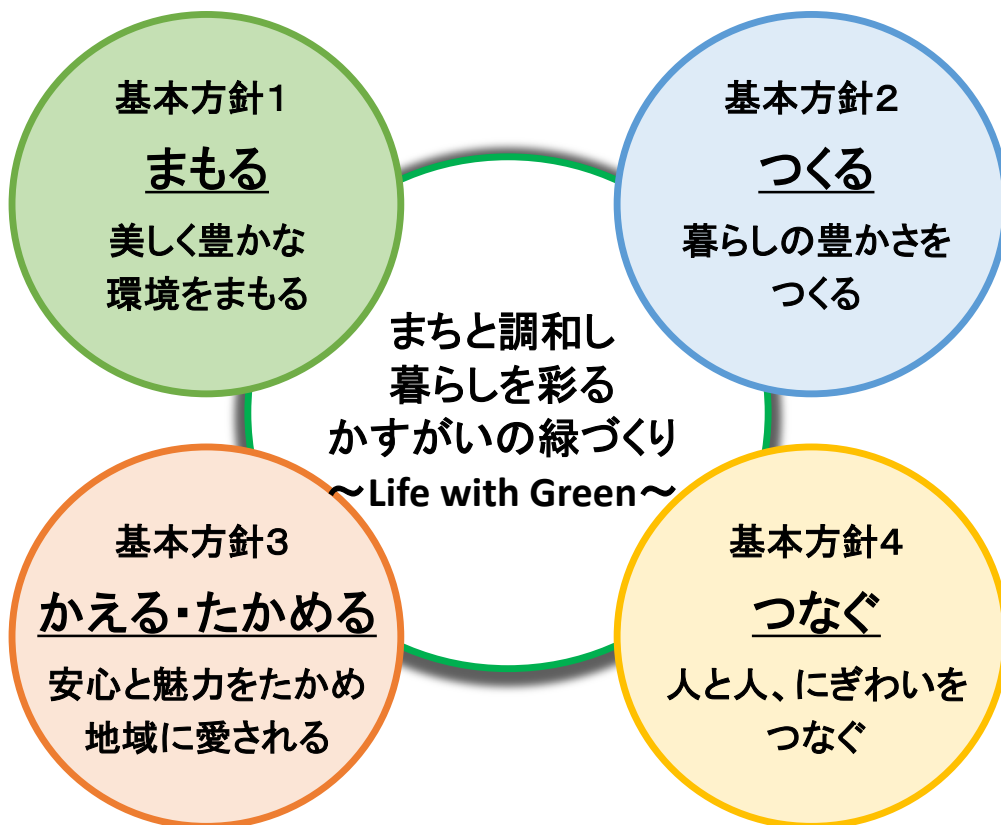 基本方針1
まもる
美しく豊かな
環境をまもる
基本方針2
つくる
暮らしの豊かさを
つくる
まちと調和し
暮らしを彩る
かすがいの緑づくり
～Life with Green～
基本方針3
かえる・たかめる
安心と魅力をたかめ
地域に愛される
基本方針4
つなぐ
人と人、にぎわいを
つなぐ